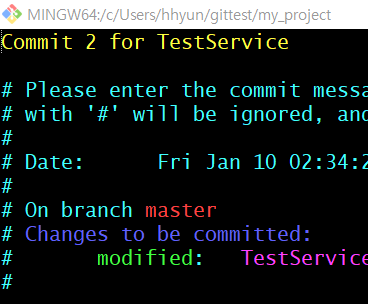 MINGW64:/c/Users/hhyun/gittest/my_project
Commit 2 for TestService
# Please enter the commit messa
# with '#' will be ignored, and
#
# Date:      Fri Jan 10 02:34:2
#
# On branch master
# Changes to be committed:
#       modified:   TestService
#